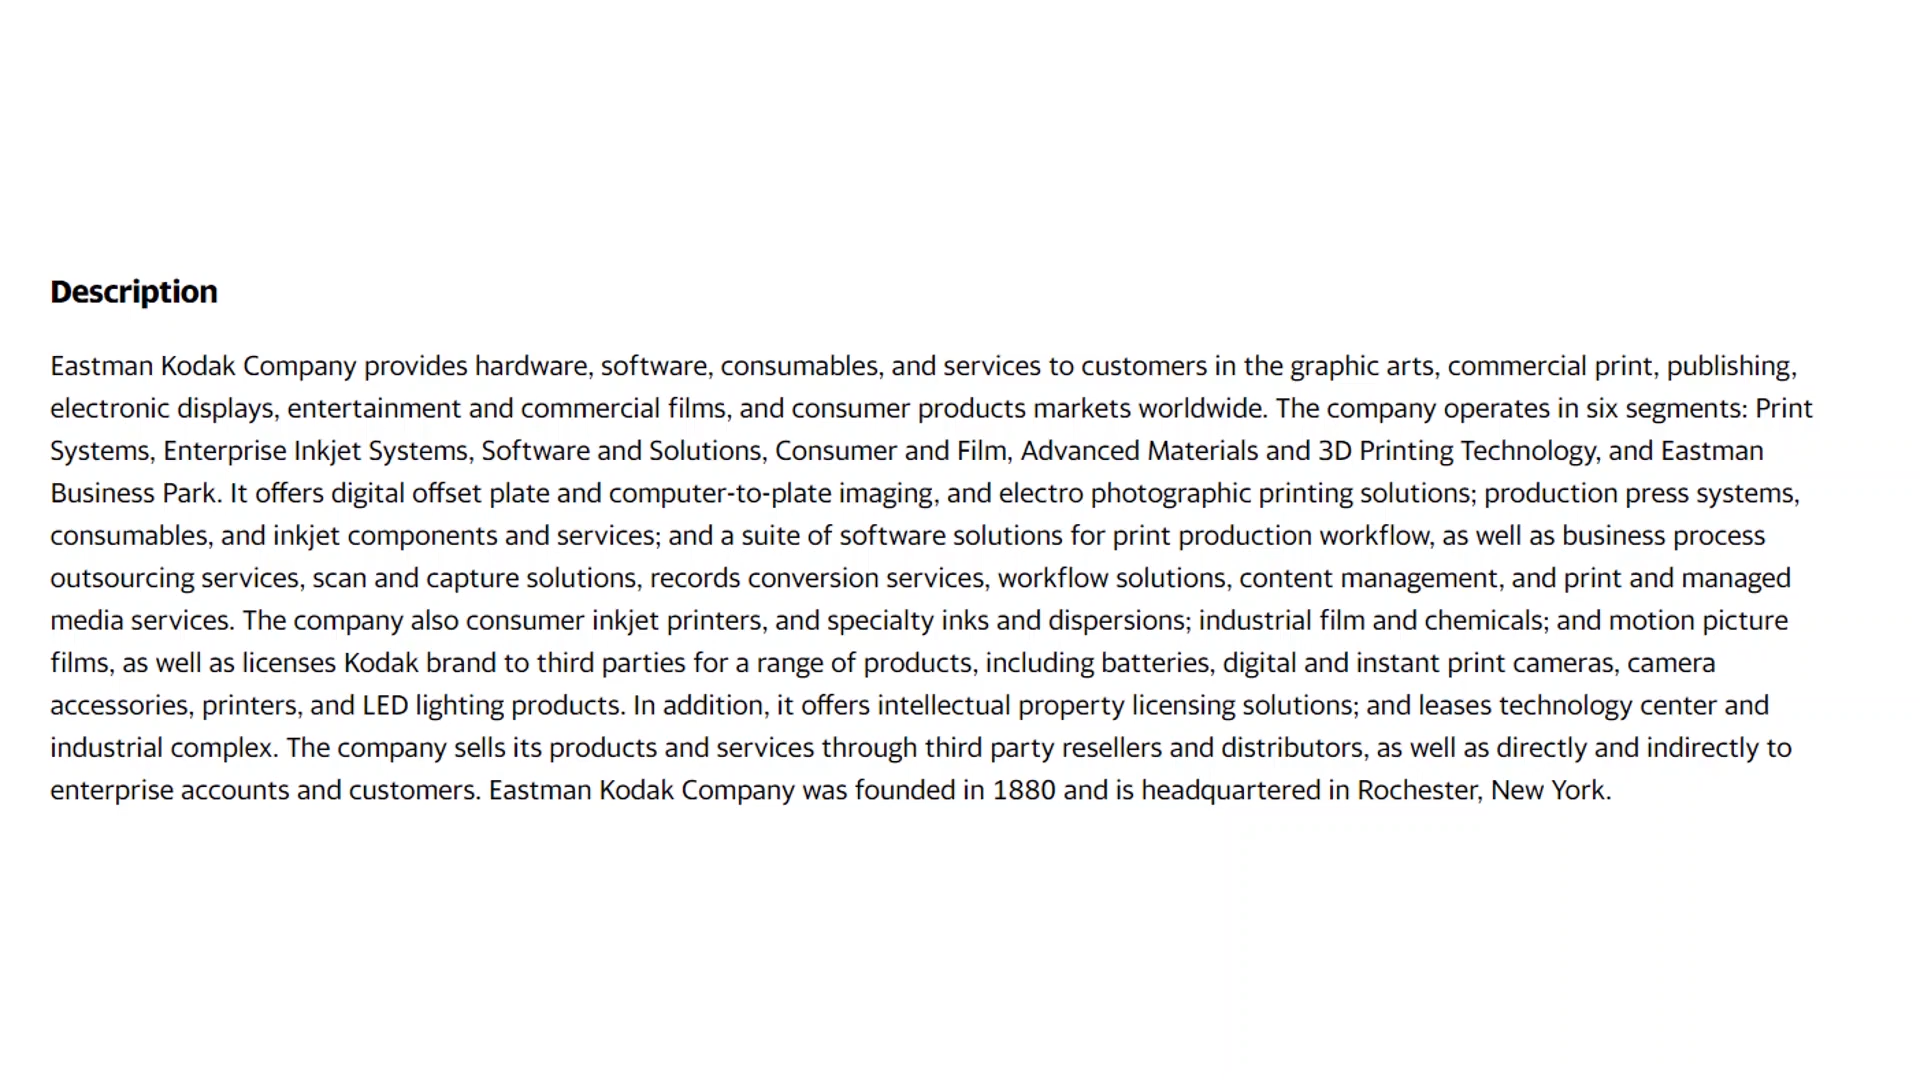 Description
Eastman Kodak Company provides hardware, software, consumables, and services to customers in the graphic arts, commercial print, publishing,
electronic displays, entertainment and commercial films, and consumer products markets worldwide. The company operates in six segments: Print
Systems, Enterprise Inkjet Systems, Software and Solutions, Consumer and Film, Advanced Materials and 3D Printing Technology, and Eastman
Business Park. It offers digital offset plate and computer-to-plate imaging, and electro photographic printing solutions; production press systems,
consumables, and inkjet components and services; and a suite of software solutions for print production workflow, as well as business process
outsourcing services, scan and capture solutions, records conversion services, workflow solutions, content management, and print and managed
media services. The company also consumer inkjet printers, and specialty inks and dispersions; industrial film and chemicals; and motion picture
films, as well as licenses Kodak brand to third parties for a range of products, including batteries, digital and instant print cameras, camera
accessories, printers, and LED lighting products. In addition, it offers intellectual property licensing solutions; and leases technology center and
industrial complex. The company sells its products and services through third party resellers and distributors, as well as directly and indirectly to
enterprise accounts and customers. Eastman Kodak Company was founded in 1880 and is headquartered in Rochester, New York.